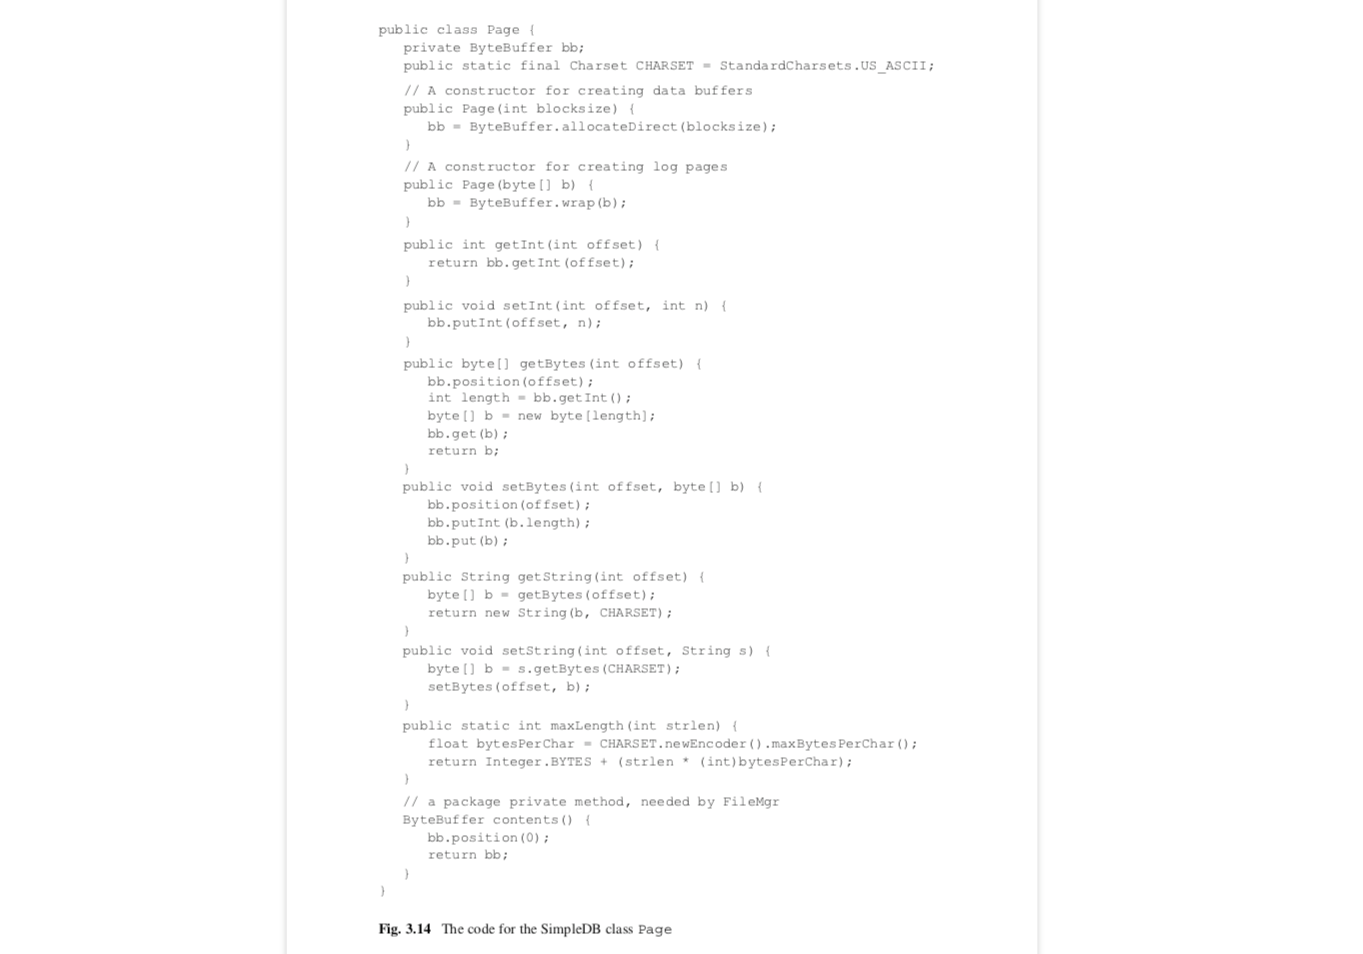 public class Page {
private ByteBuffer bb;
public static final Charset CHARSET = StandardCharsets.US_ASCII;
// A constructor for creating data buffers
public Page(int blocksize) {
bb = ByteBuffer.allocateDirect(blocksize);
}
// A constructor for creating log pages
public Page(byte[] b) {
bb = ByteBuffer.wrap(b);
}
public int getInt(int offset) {
return bb.getInt(offset);
}
public void setInt(int offset, int n) {
bb.putInt(offset, n);
}
public byte[] getBytes(int offset) {
bb.position(offset);
int length = bb.getInt();
byte[] b = new byte[length];
bb.get(b);
return b;
}
public void setBytes(int offset, byte[] b) {
bb.position(offset);
bb.putInt(b.length);
bb.put(b);
}
public String getString(int offset) {
byte[] b = getBytes(offset);
return new String(b, CHARSET);
}
public void setString(int offset, String s) {
byte[] b = s.getBytes(CHARSET);
setBytes(offset, b);
}
public static int maxLength(int strlen) {
float bytesPerChar = CHARSET.newEncoder().maxBytesPerChar();
return Integer.BYTES + (strlen * (int)bytesPerChar);
}
// a package private method, needed by FileMgr
ByteBuffer contents() {
bb.position(0);
return bb;
}
}
Fig. 3.14 The code for the SimpleDB class Page